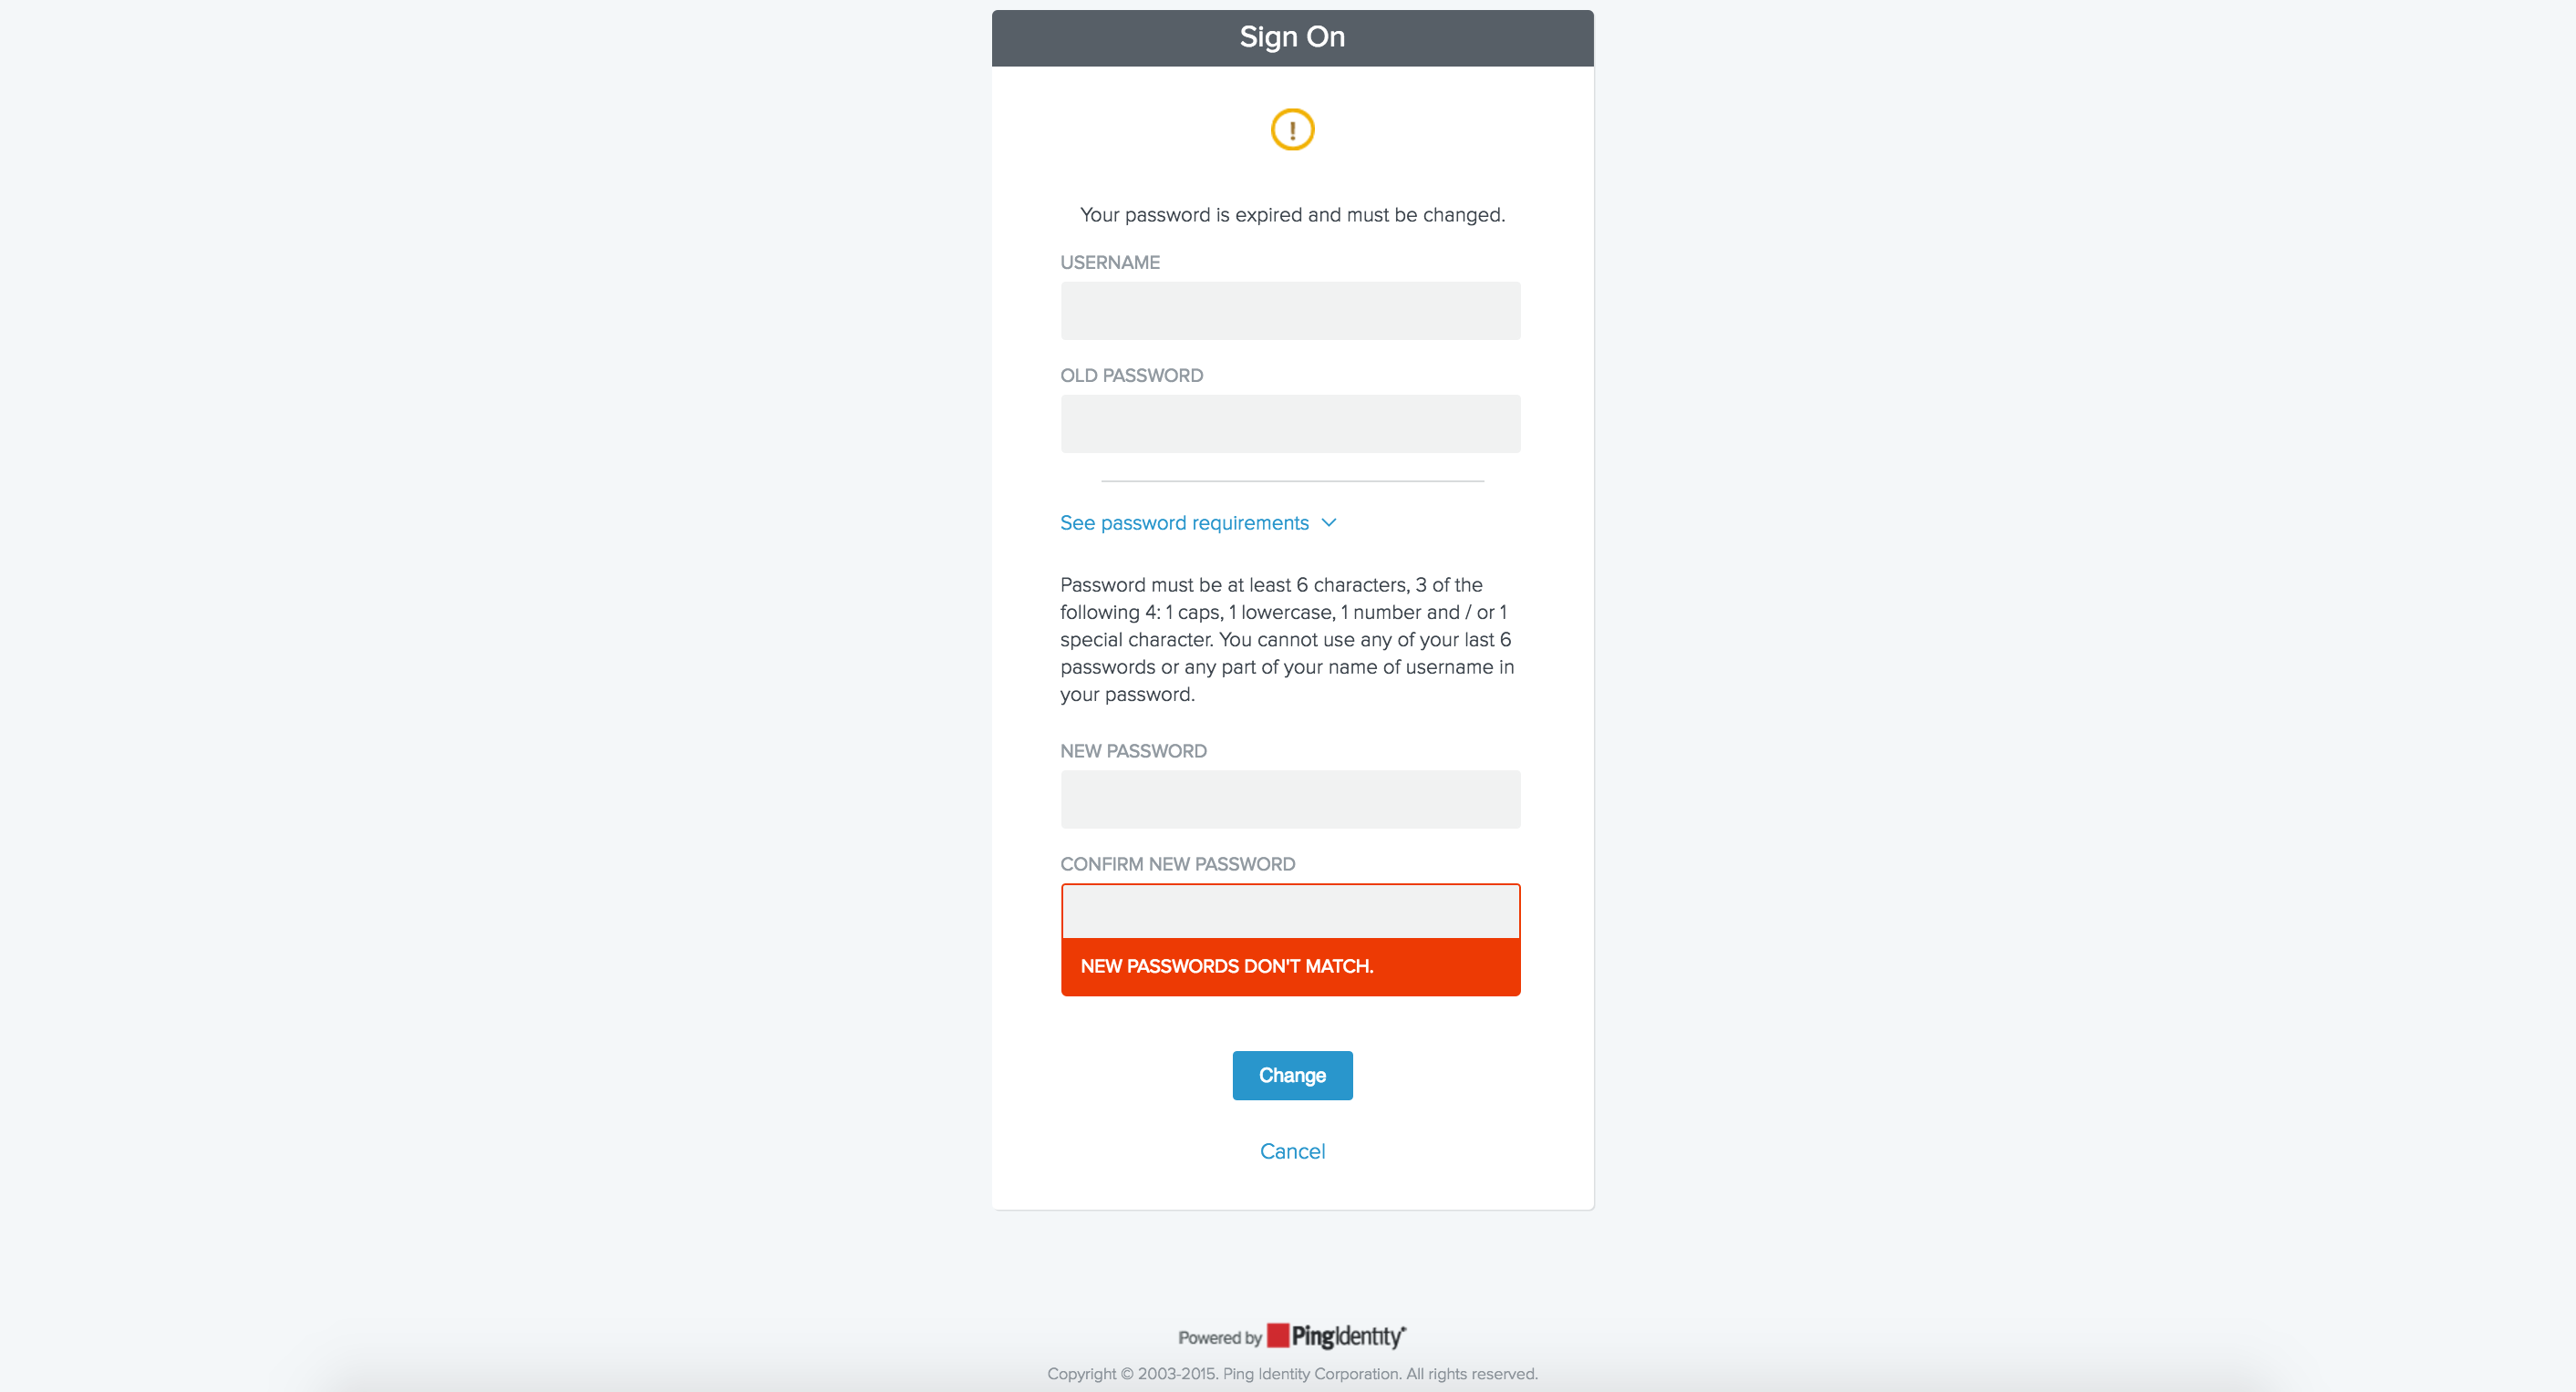 Sign On
!
Your password is expired and must be changed.
USERNAME
OLD PASSWORD
See password requirements
Password must be at least 6 characters, 3 of the
following 4: 1 caps, 1 lowercase, 1 number and / or 1
special character. You cannot use any of your last 6
passwords or any part of your name of username in
your password.
NEW PASSWORD
CONFIRM NEW PASSWORD
NEW PASSWORDS DON'T MATCH.
Change
Cancel
Powered by PingIdentity
Copyright © 2003-2015. Ping Identity Corporation. All rights reserved.